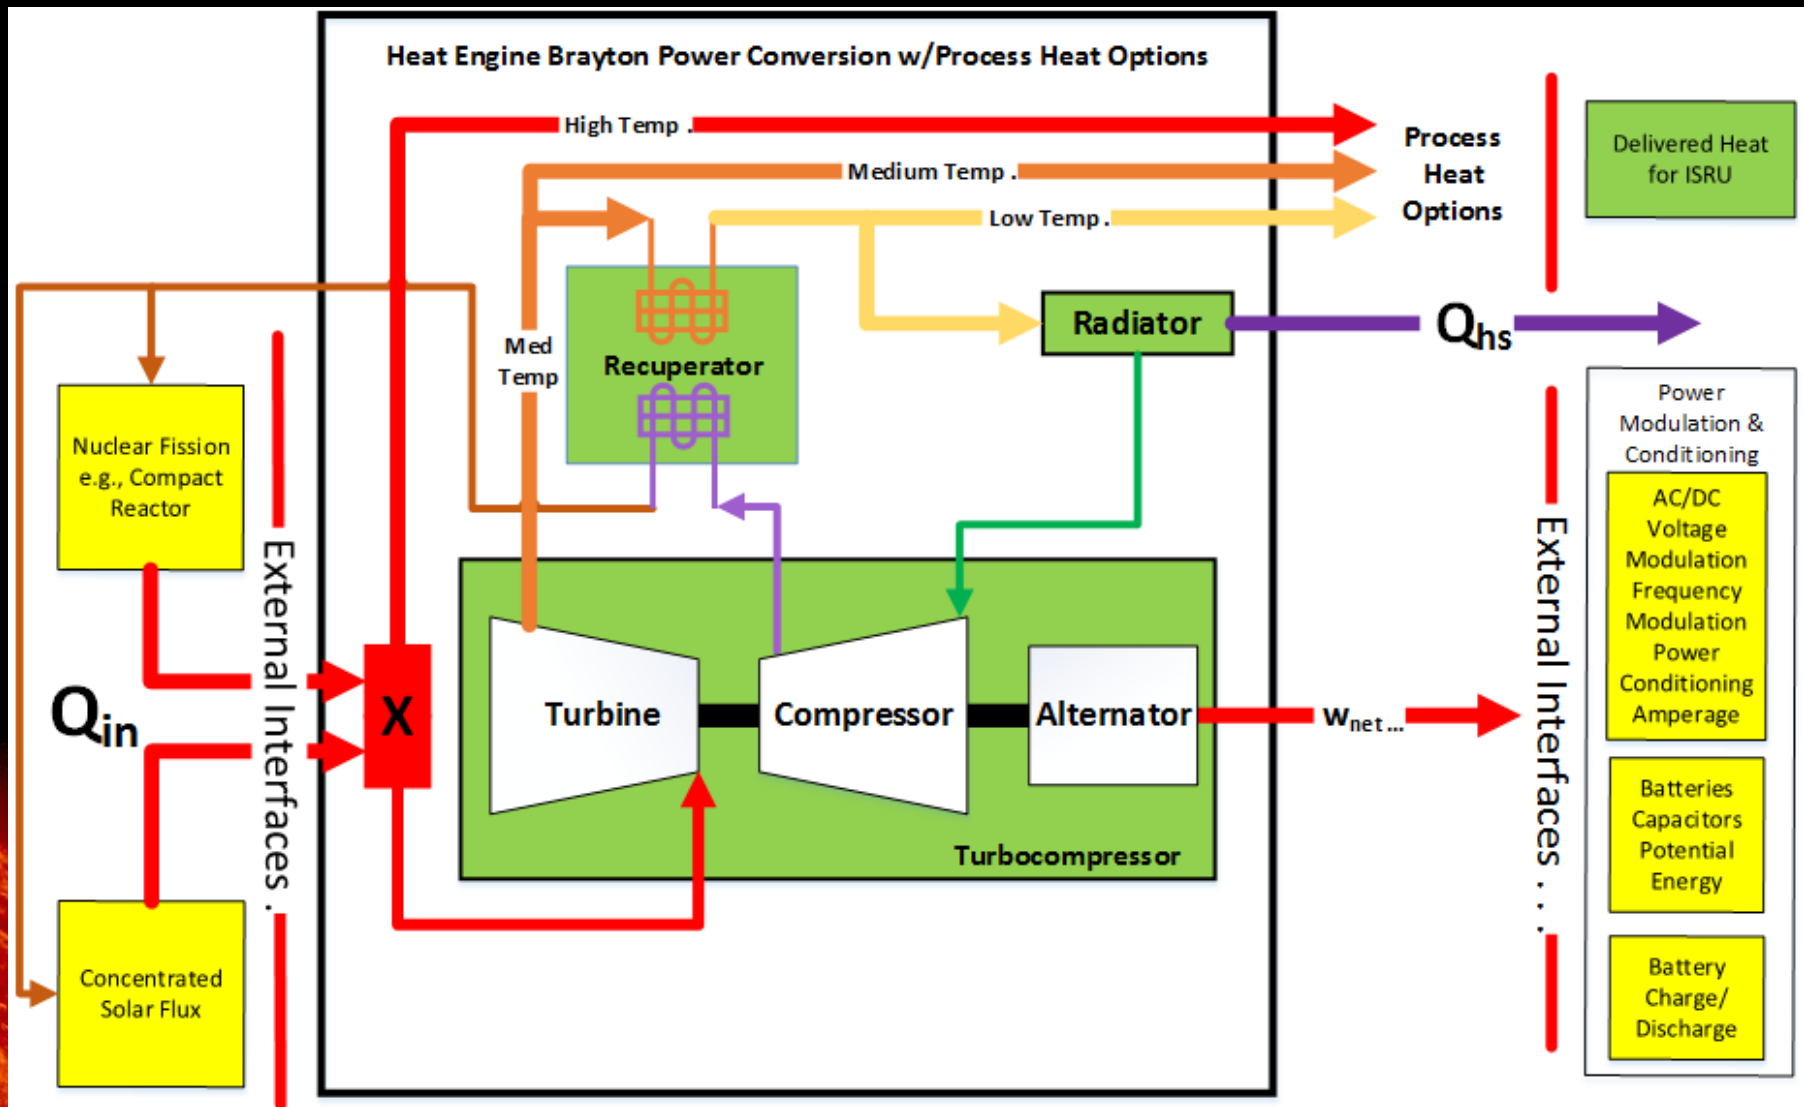 Heat Engine Brayton Power Conversion w/Process Heat Options
High Temp .
Medium Temp .
Low Temp .
Process
Heat
Options
Delivered Heat
for ISRU
Med
Temp
Recuperator
Radiator
Qhs
Nuclear Fission
e.g., Compact
Reactor
Qin
Concentrated
Solar Flux
External Interfaces .
X
Turbine
Compressor
Alternator
Turbocompressor
wnet ...
External Interfaces . . .
Power
Modulation &
Conditioning
AC/DC
Voltage
Modulation
Frequency
Modulation
Power
Conditioning
Amperage
Batteries
Capacitors
Potential
Energy
Battery
Charge/
Discharge